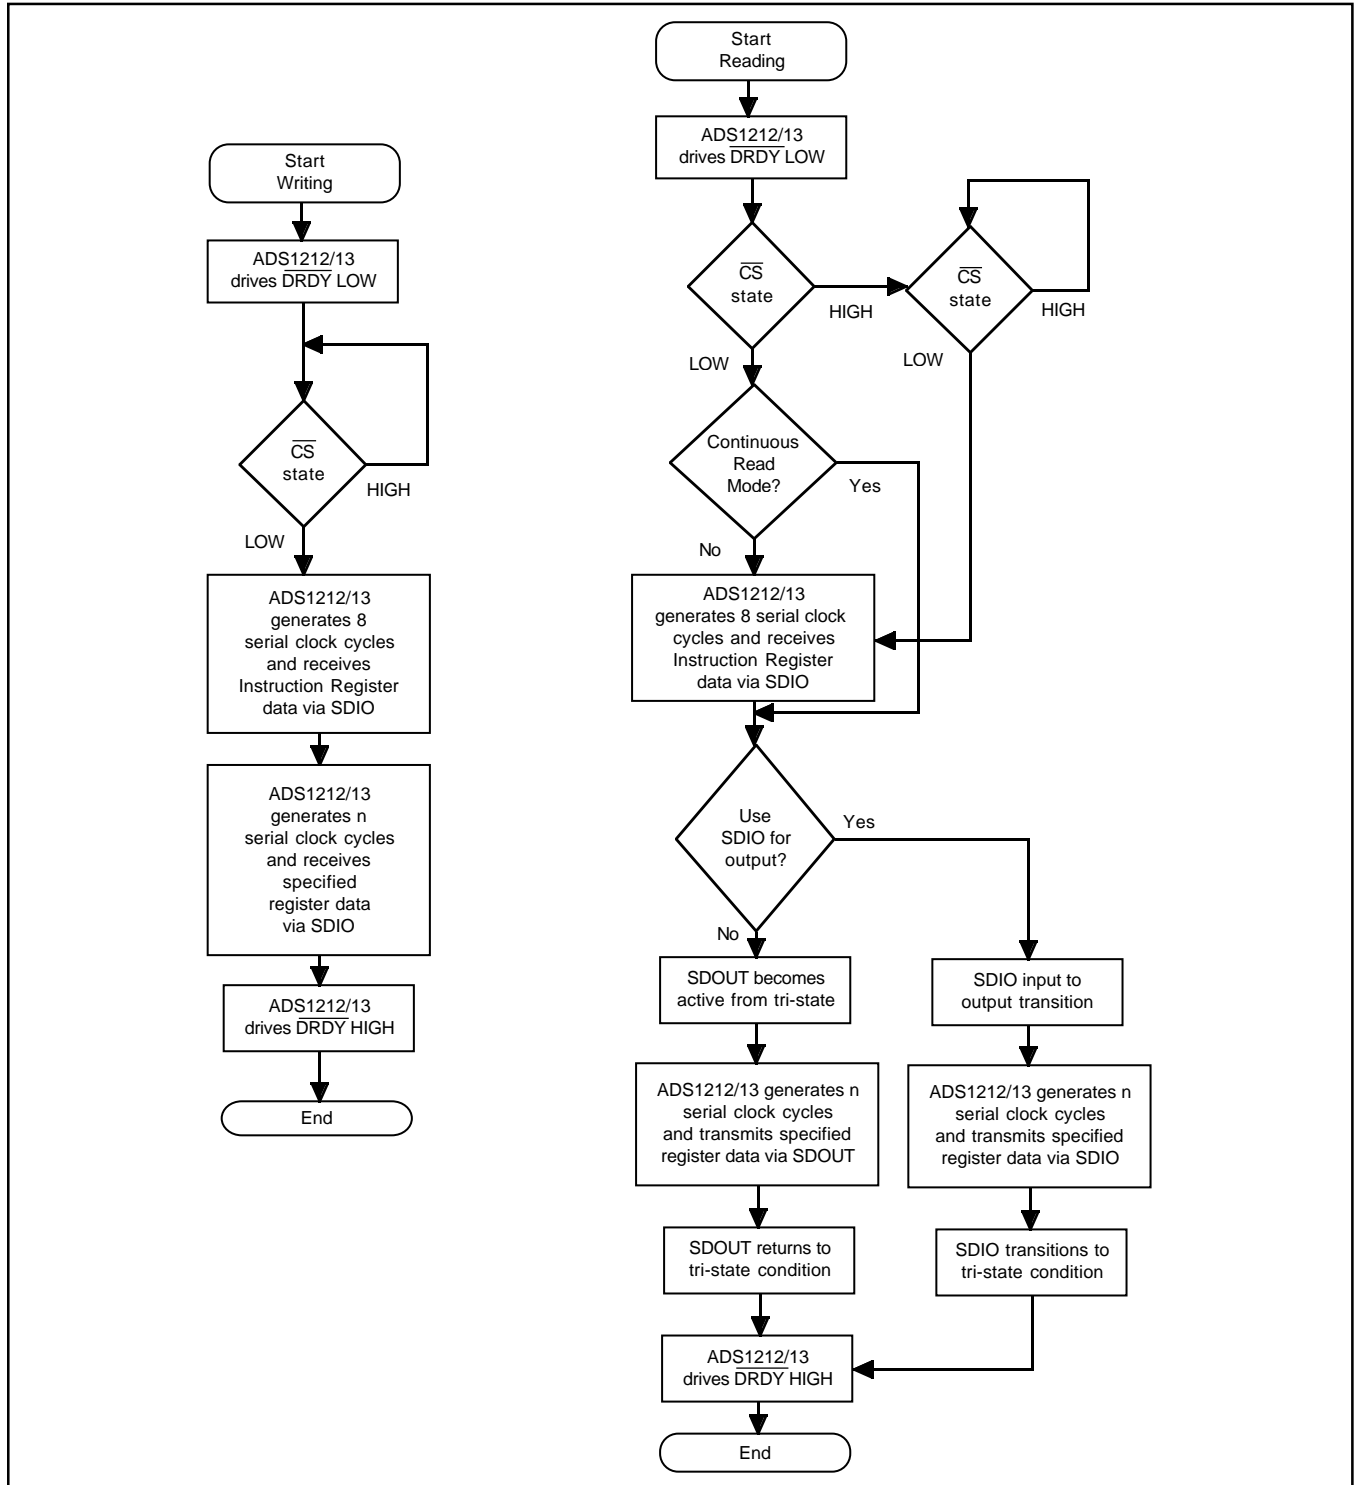 Start
Writing
ADS1212/13
drives DRDY LOW
CS
state
HIGH
LOW
ADS1212/13
generates 8
serial clock cycles
and receives
Instruction Register
data via SDIO
ADS1212/13
generates n
serial clock cycles
and receives
specified
register data
via SDIO
ADS1212/13
drives DRDY HIGH
End
Start
Reading
ADS1212/13
drives DRDY LOW
CS
state
HIGH
LOW
CS
state
HIGH
LOW
Continuous
Read
Mode?
Yes
No
ADS1212/13
generates 8 serial clock
cycles and receives
Instruction Register
data via SDIO
Use
SDIO for
output?
Yes
No
SDOUT becomes
active from tri-state
ADS1212/13 generates n
serial clock cycles
and transmits specified
register data via SDOUT
SDOUT returns to
tri-state condition
SDIO input to
output transition
ADS1212/13 generates n
serial clock cycles
and transmits specified
register data via SDIO
SDIO transitions to
tri-state condition
ADS1212/13
drives DRDY HIGH
End